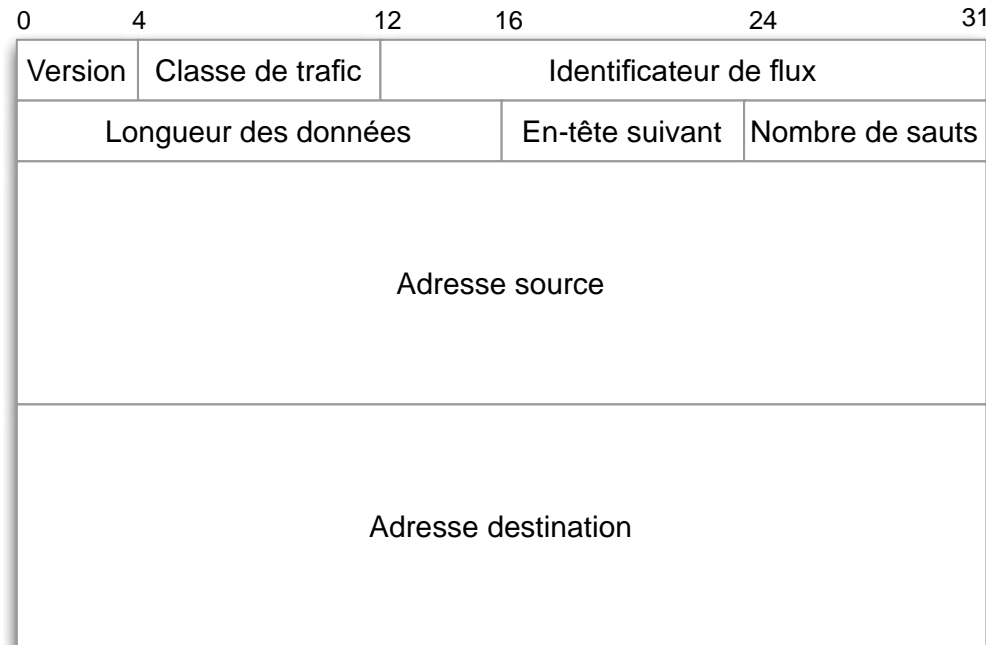 0 4 12 16 24 31
Version Classe de trafic Identificateur de flux
Longueur des données En-tête suivant Nombre de sauts
Adresse source
Adresse destination